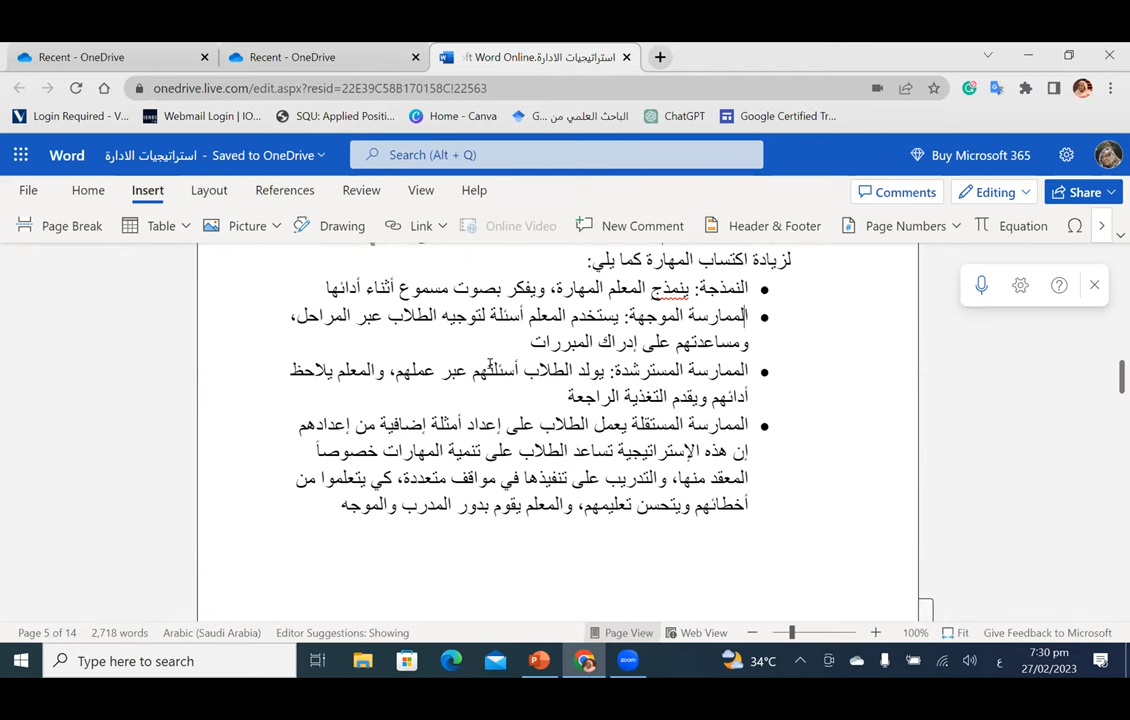 Recent - OneDrive
Recent - OneDrive
استراتيجيات الادارة.ft Word Online
onedrive.live.com/edit.aspx?resid=22E39C58B170158C!22563
Login Required - V...
Webmail Login | IO...
SQU: Applied Positi...
Home - Canva
الباحث العلمي من G...
ChatGPT
Google Certified Tr...
Word
استراتيجيات الادارة - Saved to OneDrive
Search (Alt + Q)
Buy Microsoft 365
File Home Insert Layout References Review View Help
Comments
Editing
Share
Page Break
Table
Picture
Drawing
Link
Online Video
New Comment
Header & Footer
Page Numbers
Equation
لزيادة اكتساب المهارة كما يلي:
• النمذجة: ينمذج المعلم المهارة، ويفكر بصوت مسموع أثناء أدائها
• الممارسة الموجهة: يستخدم المعلم أسئلة لتوجيه الطلاب عبر المراحل،
ومساعدتهم على إدراك المبررات
• الممارسة المسترشدة: يولد الطلاب أسئلتهم عبر عملهم، والمعلم يلاحظ
أدائهم ويقدم التغذية الراجعة
• الممارسة المستقلة يعمل الطلاب على إعداد أمثلة إضافية من إعدادهم
إن هذه الإستراتيجية تساعد الطلاب على تنمية المهارات خصوصاً
المعقد منها، والتدريب على تنفيذها في مواقف متعددة، كي يتعلموا من
أخطائهم ويتحسن تعليمهم، والمعلم يقوم بدور المدرب والموجه
Page 5 of 14
2,718 words
Arabic (Saudi Arabia)
Editor Suggestions: Showing
Page View
Web View
100%
Fit
Give Feedback to Microsoft
Type here to search
34°C
ع
7:30 pm
27/02/2023